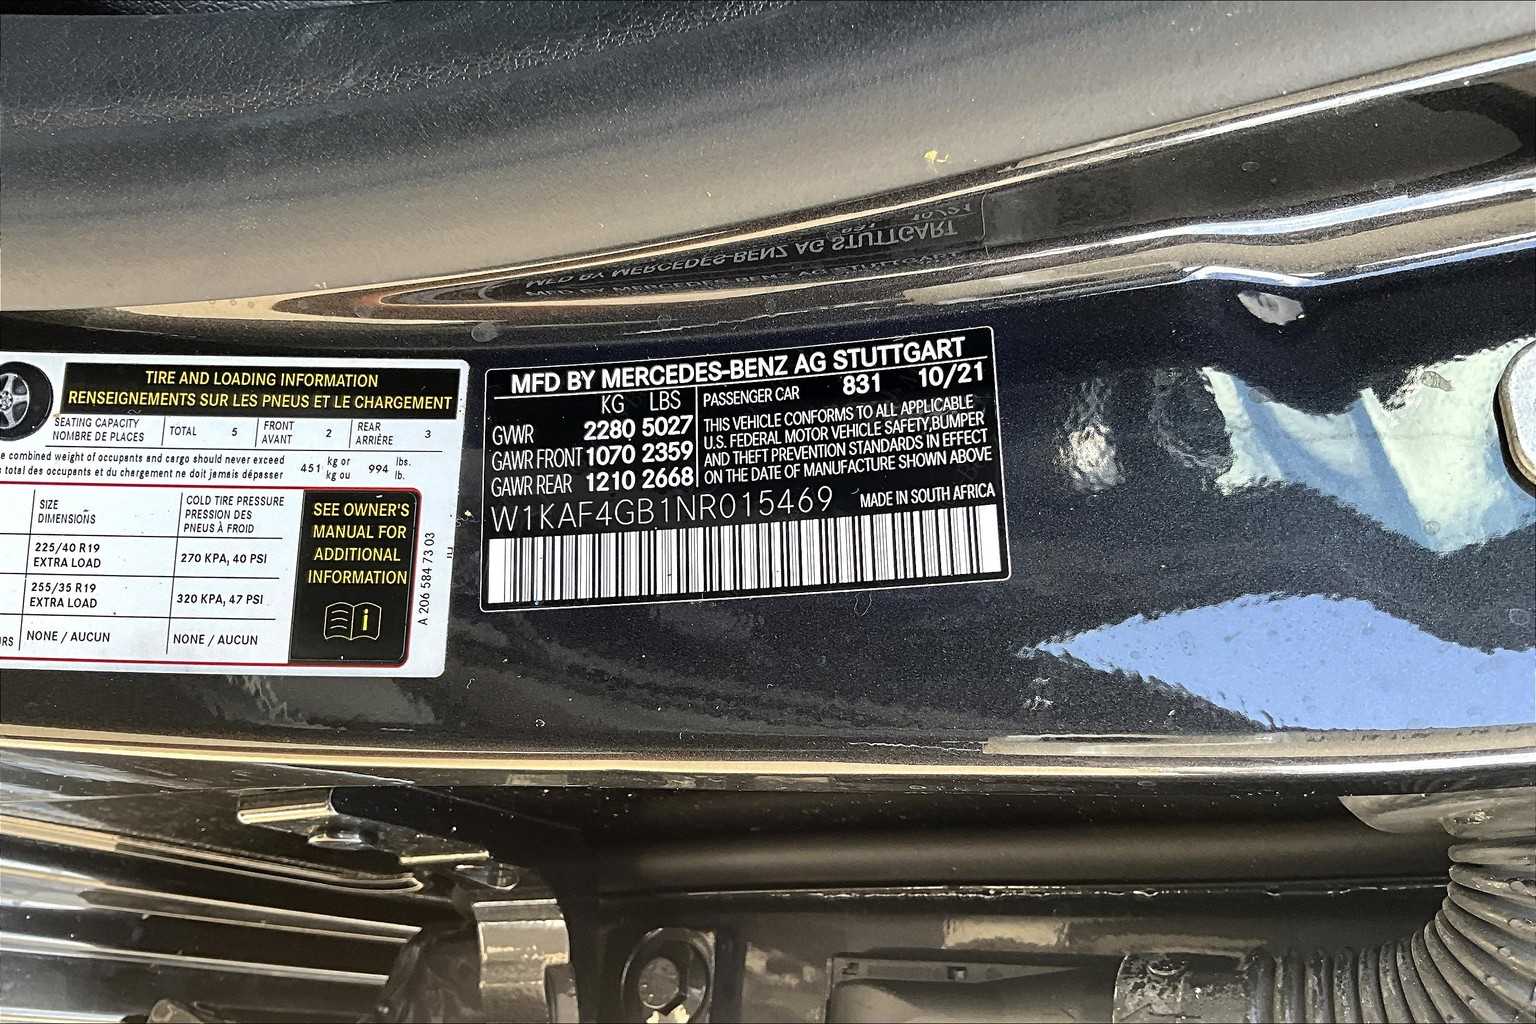 TIRE AND LOADING INFORMATION
RENSEIGNEMENTS SUR LES PNEUS ET LE CHARGEMENT
SEATING CAPACITY
NOMBRE DE PLACES
TOTAL 5
FRONT
AVANT 2
REAR
ARRIÈRE 3
combined weight of occupants and cargo should never exceed
total des occupants et du chargement ne doit jamais dépasser
451 kg or
kg ou
994 lbs.
lb.
SIZE
DIMENSIONS
COLD TIRE PRESSURE
PRESSION DES
PNEUS À FROID
225/40 R19
EXTRA LOAD
270 KPA, 40 PSI
255/35 R19
EXTRA LOAD
320 KPA, 47 PSI
NONE / AUCUN
NONE / AUCUN
SEE OWNER'S
MANUAL FOR
ADDITIONAL
INFORMATION
i
A 206 584 73 03
MFD BY MERCEDES-BENZ AG STUTTGART
KG LBS
GVWR 2280 5027
GAWR FRONT 1070 2359
GAWR REAR 1210 2668
PASSENGER CAR 831 10/21
THIS VEHICLE CONFORMS TO ALL APPLICABLE
U.S. FEDERAL MOTOR VEHICLE SAFETY,BUMPER
AND THEFT PREVENTION STANDARDS IN EFFECT
ON THE DATE OF MANUFACTURE SHOWN ABOVE
W1KAF4GB1NR015469 MADE IN SOUTH AFRICA